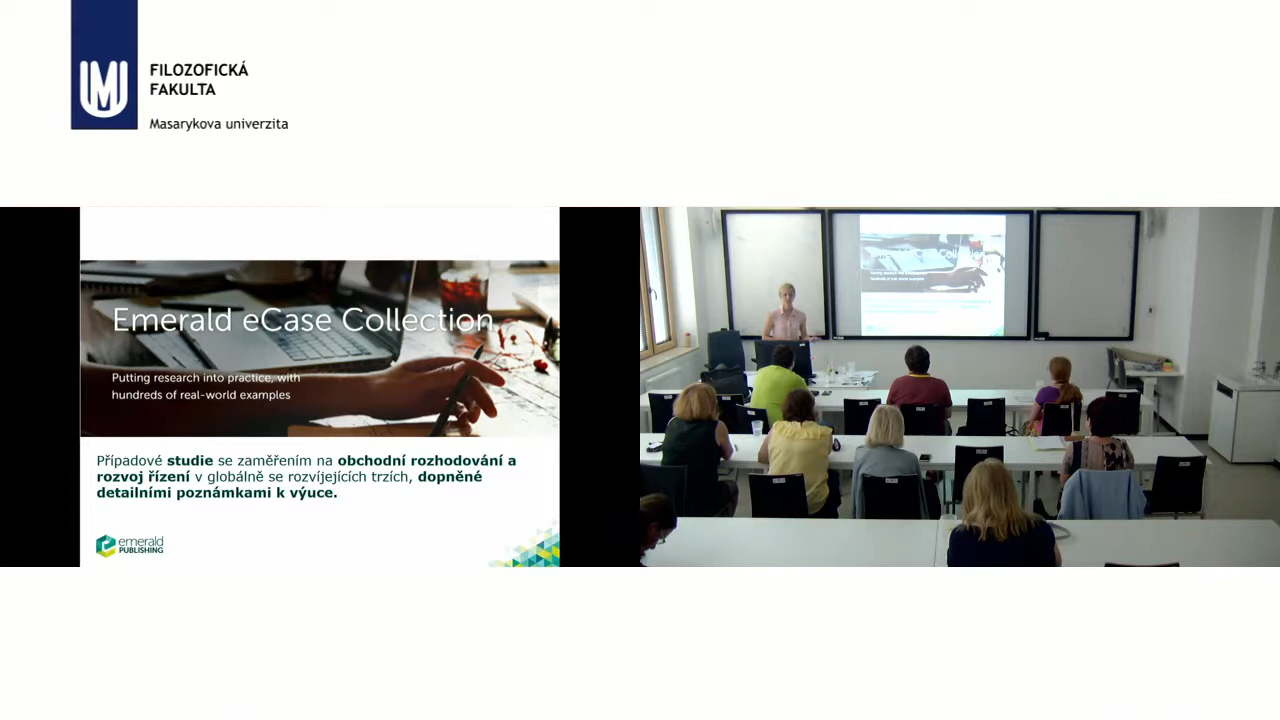 FILOZOFICKÁ
FAKULTA
Masarykova univerzita
Emerald eCase Collection
Putting research into practice, with
hundreds of real-world examples
Případové studie se zaměřením na obchodní rozhodování a
rozvoj řízení v globálně se rozvíjejících trzích, dopněné
detailními poznámkami k výuce.
emerald
PUBLISHING